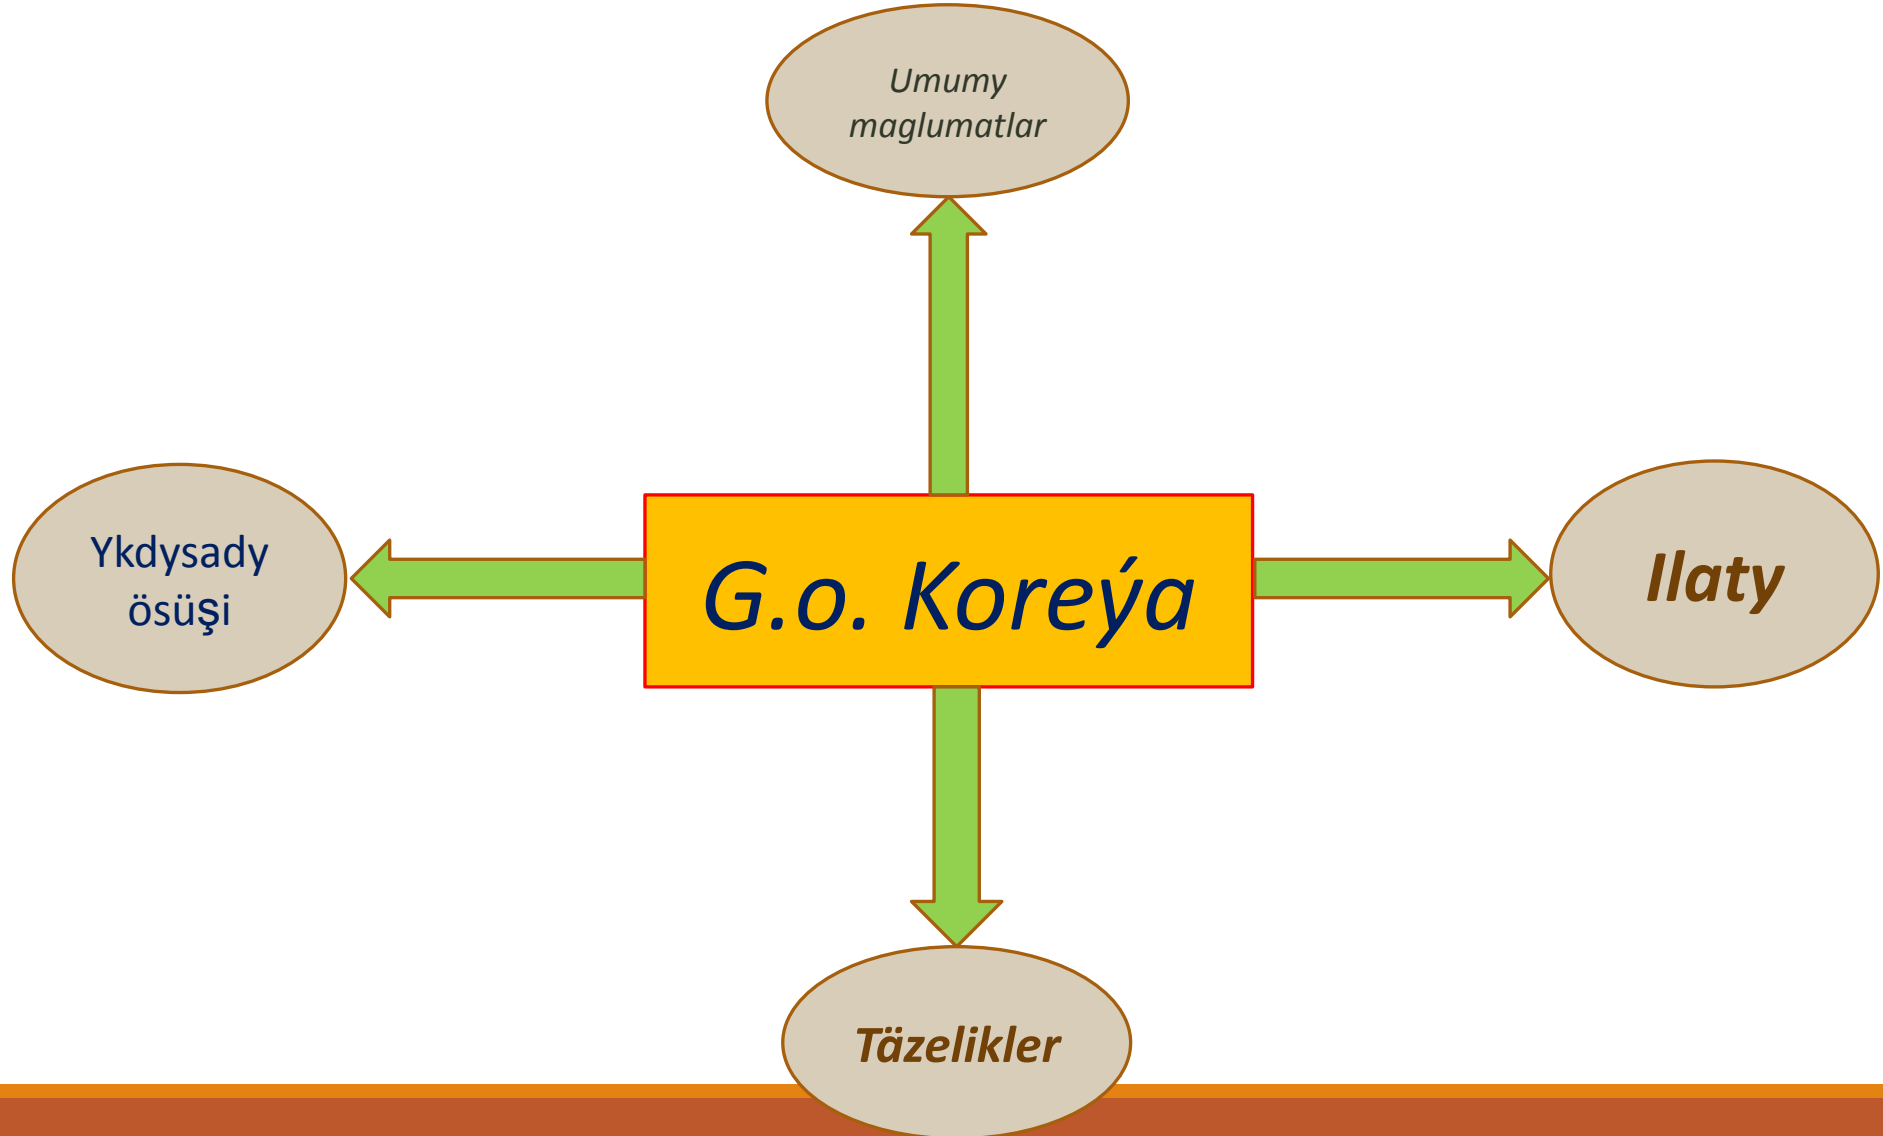 Umumy
maglumatlar
Ykdysady
ösüşi
G.o. Koreýa
Ilaty
Täzelikler